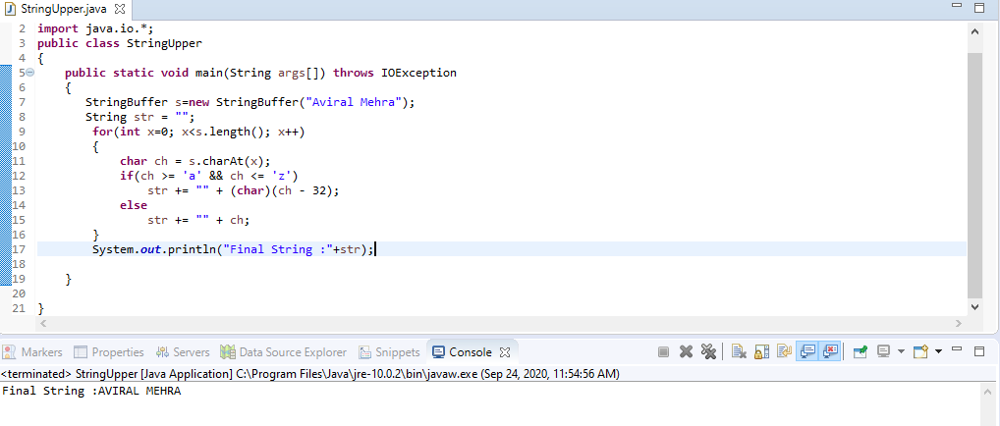 StringUpper.java
2 import java.io.*;
3 public class StringUpper
4 {
5 public static void main(String args[]) throws IOException
6 {
7 StringBuffer s=new StringBuffer("Aviral Mehra");
8 String str = "";
9 for(int x=0; x<s.length(); x++)
10 {
11 char ch = s.charAt(x);
12 if(ch >= 'a' && ch <= 'z')
13 str += "" + (char)(ch - 32);
14 else
15 str += "" + ch;
16 }
17 System.out.println("Final String :"+str);
18
19 }
20
21 }
Markers Properties Servers Data Source Explorer Snippets Console
<terminated> StringUpper [Java Application] C:\Program Files\Java\jre-10.0.2\bin\javaw.exe (Sep 24, 2020, 11:54:56 AM)
Final String :AVIRAL MEHRA